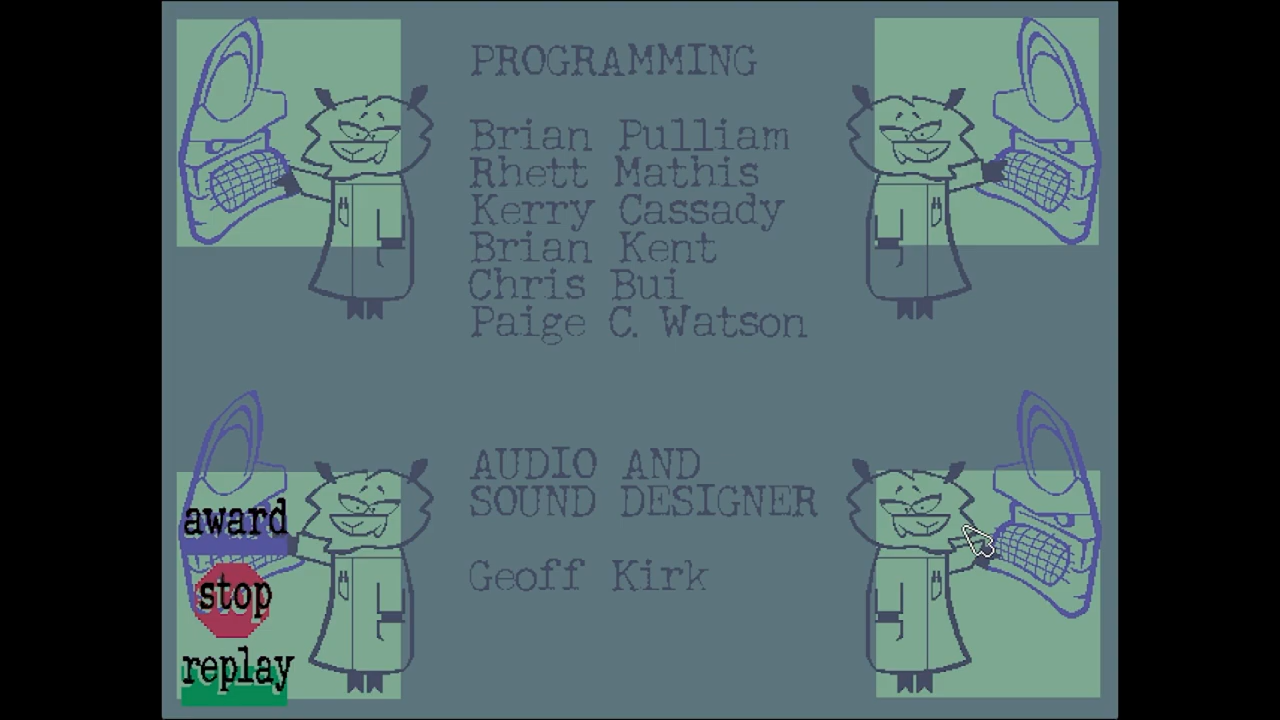 PROGRAMMING
Brian Pulliam
Rhett Mathis
Kerry Cassady
Brian Kent
Chris Bui
Paige C. Watson
AUDIO AND
SOUND DESIGNER
Geoff Kirk
award
stop
replay